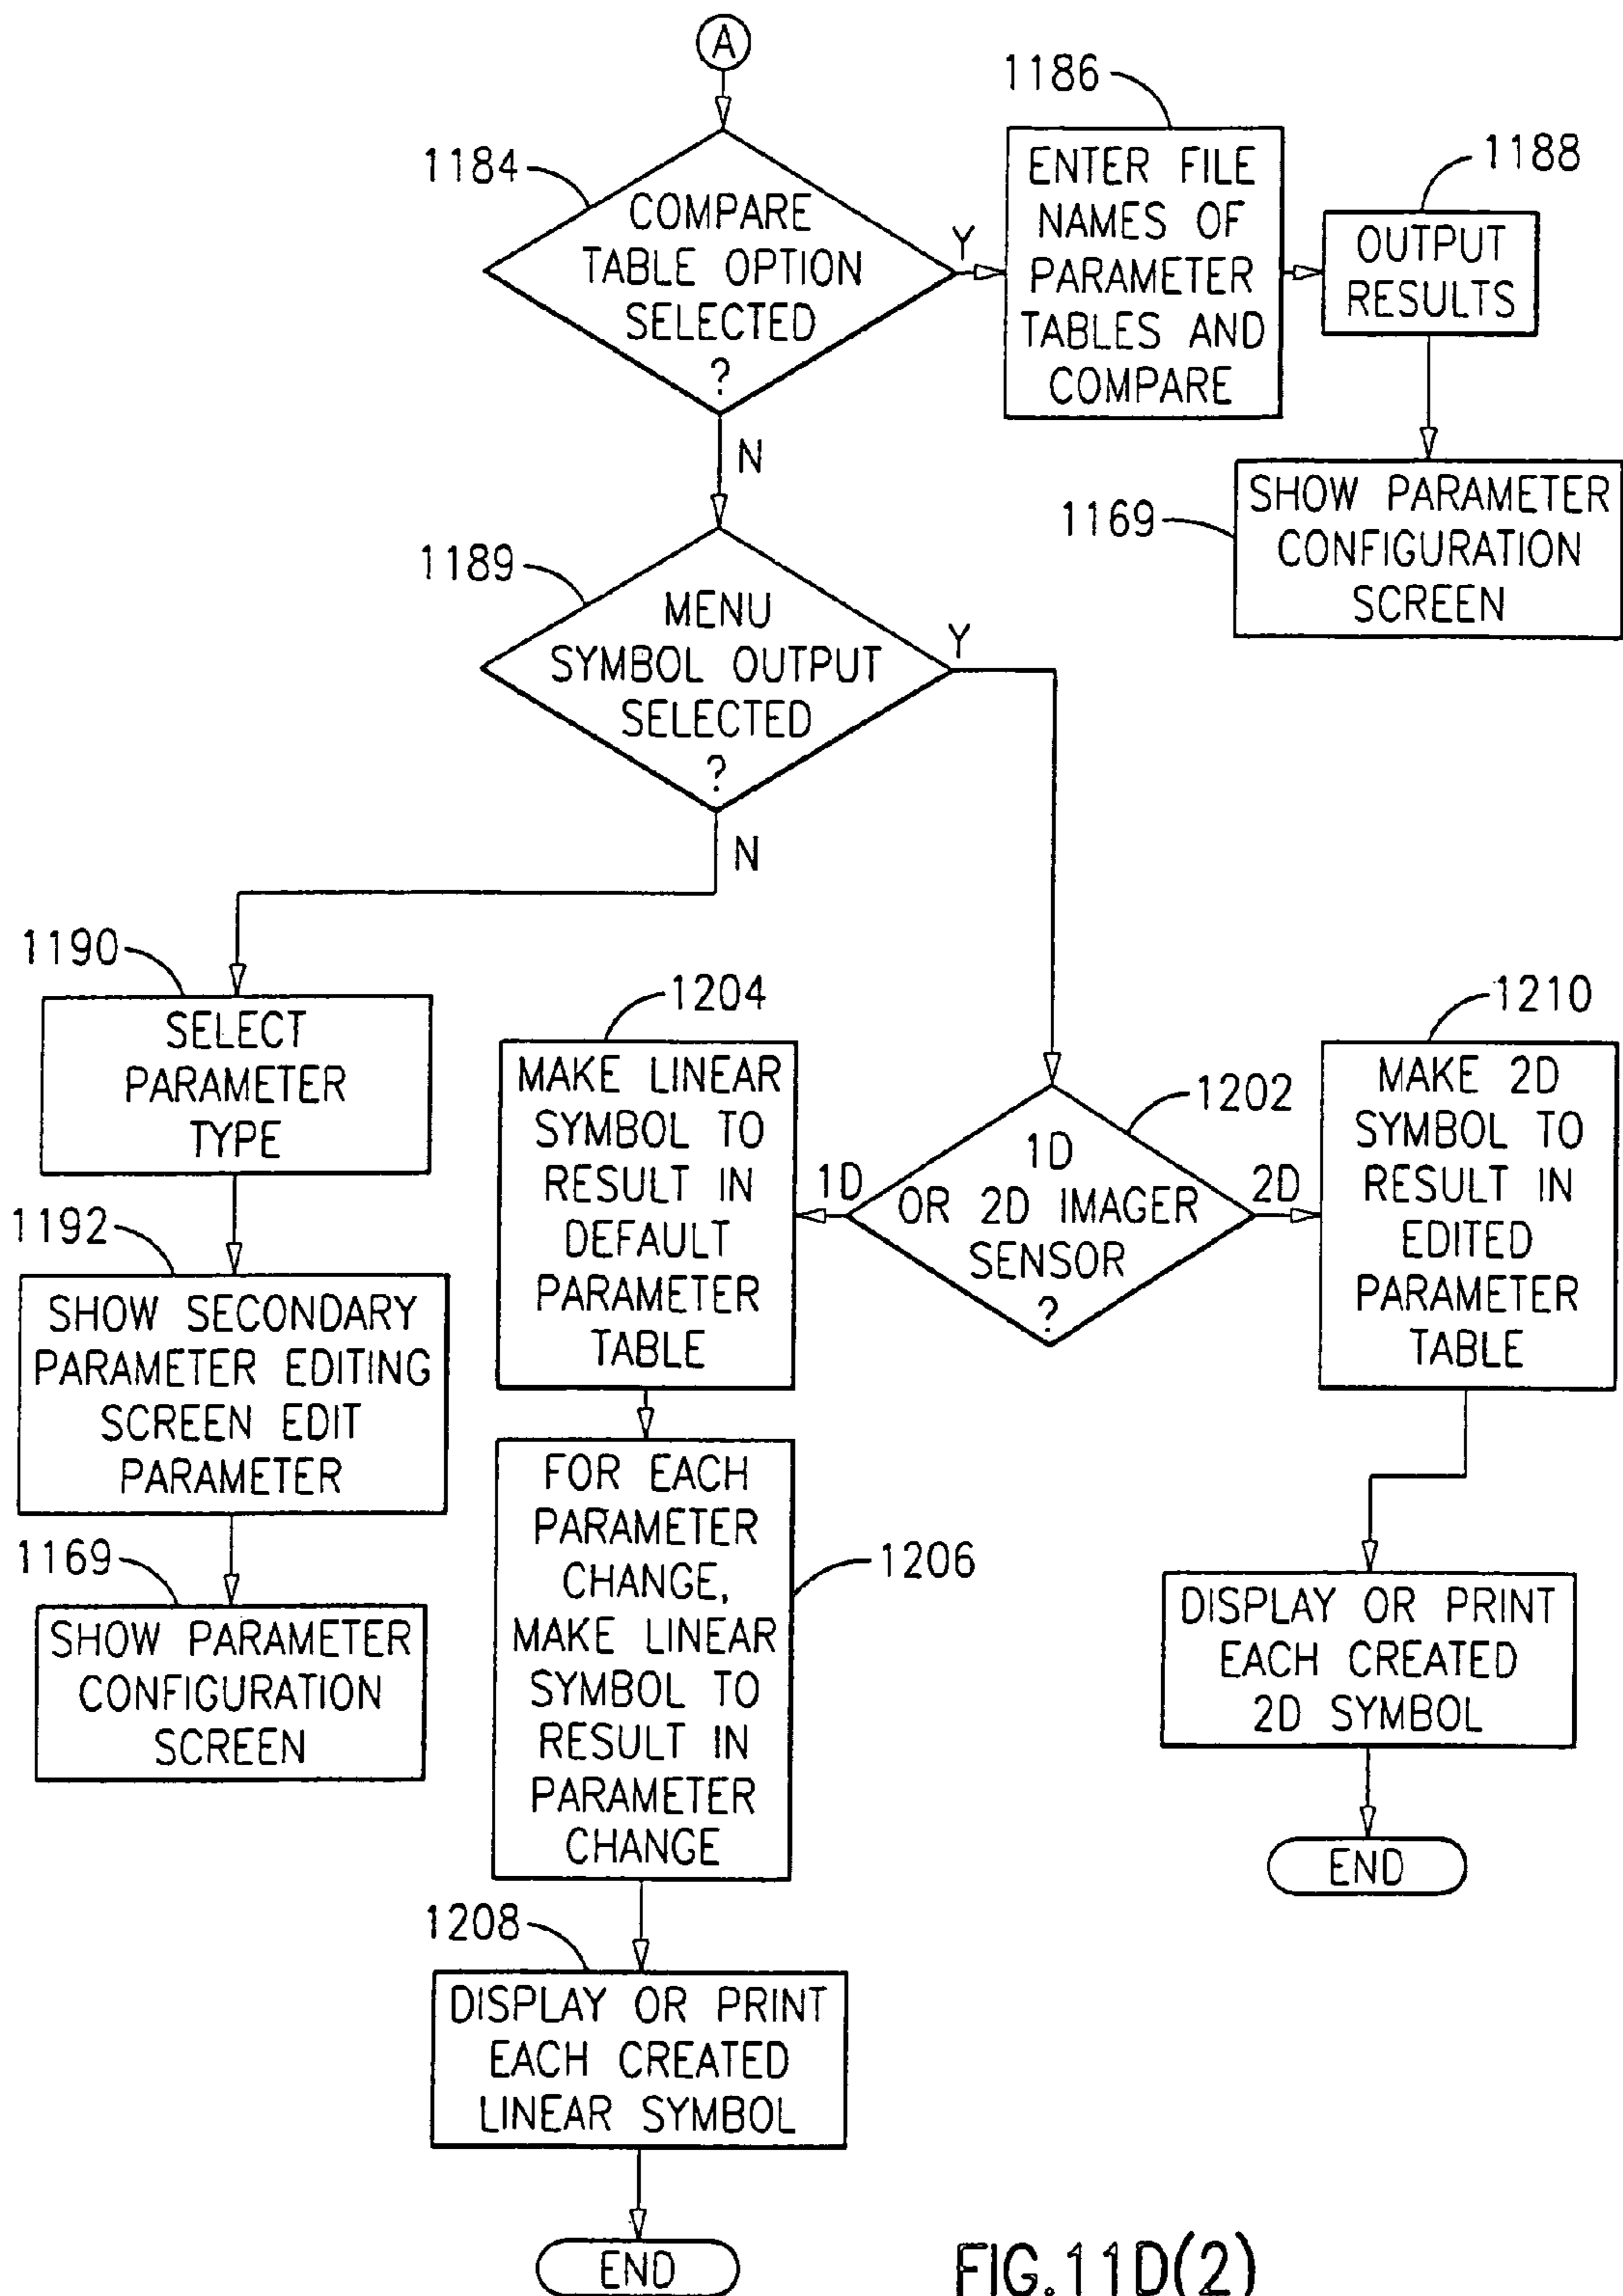 A
1184
COMPARE
TABLE OPTION
SELECTED
?
Y
N
1186
ENTER FILE
NAMES OF
PARAMETER
TABLES AND
COMPARE
1188
OUTPUT
RESULTS
1169
SHOW PARAMETER
CONFIGURATION
SCREEN
1189
MENU
SYMBOL OUTPUT
SELECTED
?
Y
N
1190
SELECT
PARAMETER
TYPE
1192
SHOW SECONDARY
PARAMETER EDITING
SCREEN EDIT
PARAMETER
1169
SHOW PARAMETER
CONFIGURATION
SCREEN
1202
1D
OR 2D IMAGER
SENSOR
?
1D
2D
1204
MAKE LINEAR
SYMBOL TO
RESULT IN
DEFAULT
PARAMETER
TABLE
1206
FOR EACH
PARAMETER
CHANGE,
MAKE LINEAR
SYMBOL TO
RESULT IN
PARAMETER
CHANGE
1208
DISPLAY OR PRINT
EACH CREATED
LINEAR SYMBOL
END
1210
MAKE 2D
SYMBOL TO
RESULT IN
EDITED
PARAMETER
TABLE
DISPLAY OR PRINT
EACH CREATED
2D SYMBOL
END
FIG.11D(2)